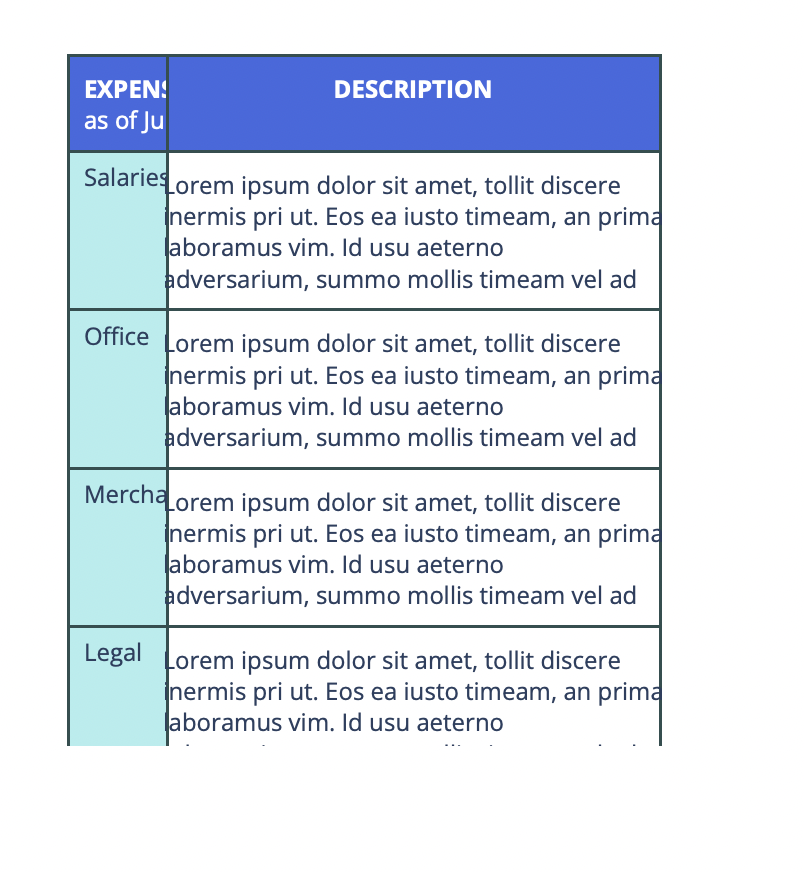 EXPENS
as of Ju
DESCRIPTION
Salaries
Lorem ipsum dolor sit amet, tollit discere
inermis pri ut. Eos ea iusto timeam, an prima
laboramus vim. Id usu aeterno
adversarium, summo mollis timeam vel ad
Office
Lorem ipsum dolor sit amet, tollit discere
inermis pri ut. Eos ea iusto timeam, an prima
laboramus vim. Id usu aeterno
adversarium, summo mollis timeam vel ad
Mercha
Lorem ipsum dolor sit amet, tollit discere
inermis pri ut. Eos ea iusto timeam, an prima
laboramus vim. Id usu aeterno
adversarium, summo mollis timeam vel ad
Legal
Lorem ipsum dolor sit amet, tollit discere
inermis pri ut. Eos ea iusto timeam, an prima
laboramus vim. Id usu aeterno